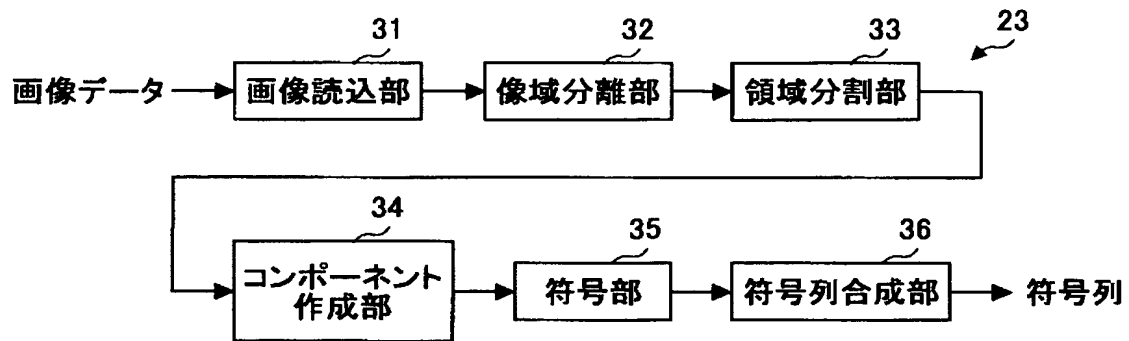 31
32
33
23
画像データ
画像読込部
像域分離部
領域分割部
34
35
36
コンポーネント
作成部
符号部
符号列合成部
符号列